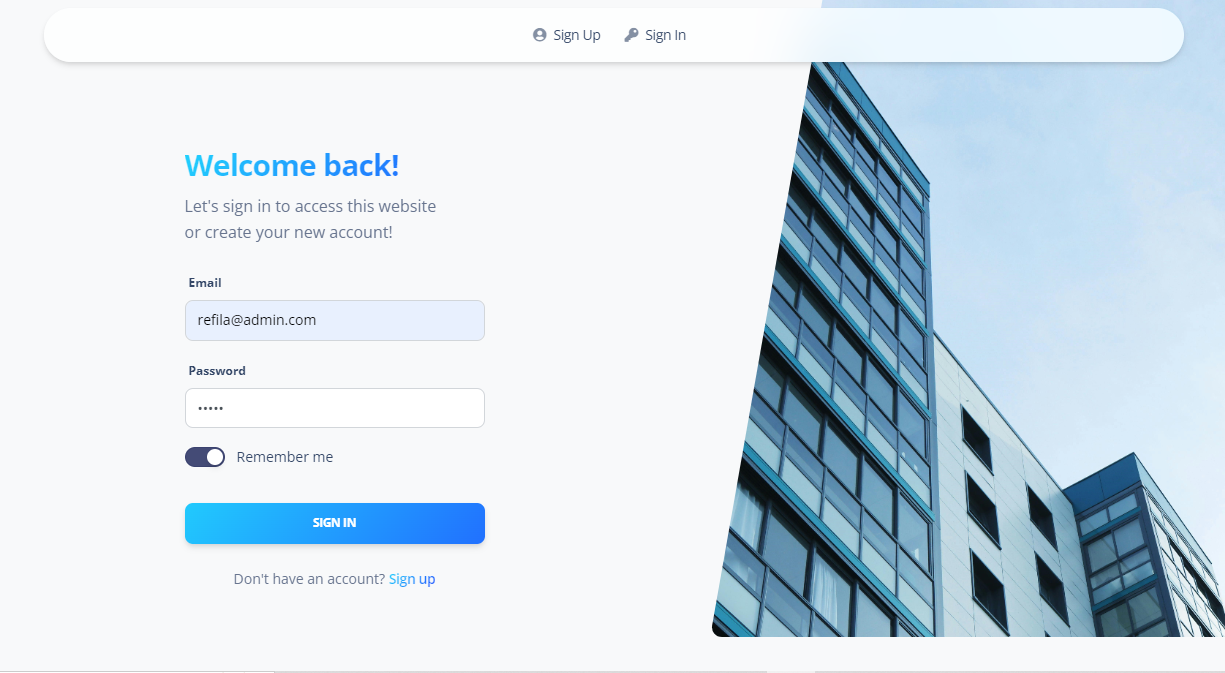 Sign Up
Sign In
Welcome back!
Let's sign in to access this website
or create your new account!
Email
refila@admin.com
Password
•••••
Remember me
SIGN IN
Don't have an account? Sign up